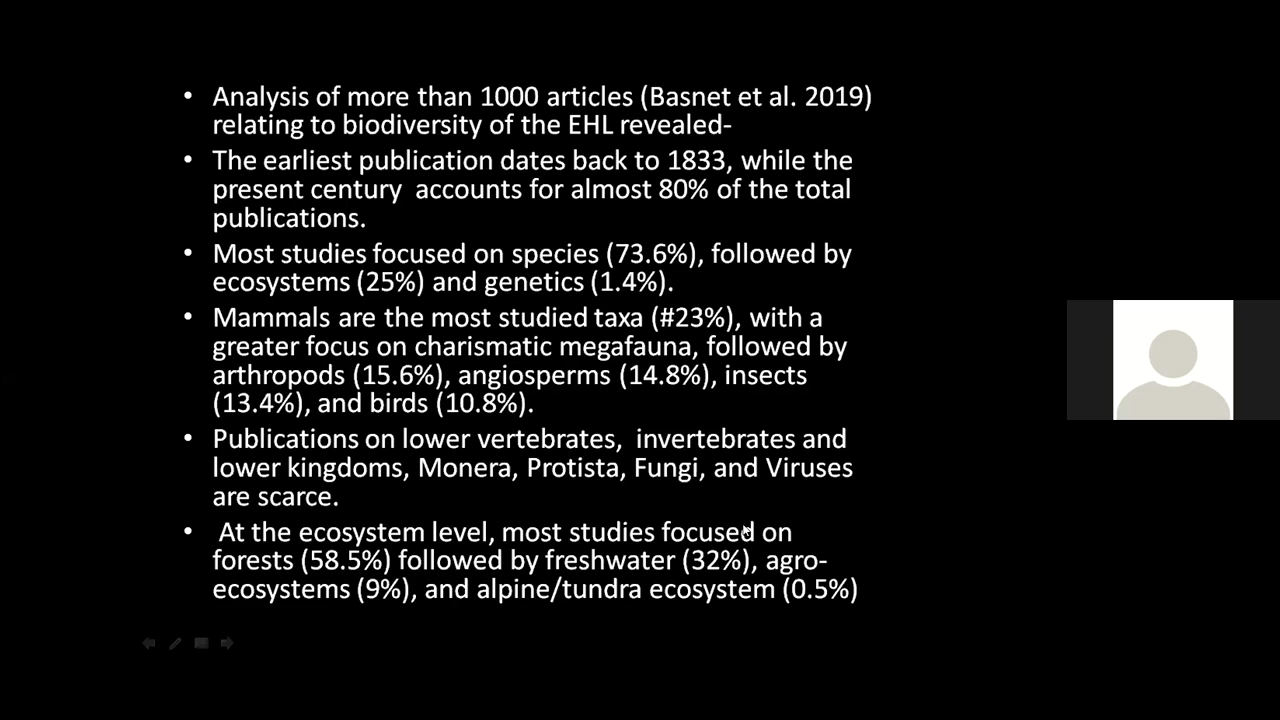 • Analysis of more than 1000 articles (Basnet et al. 2019)
relating to biodiversity of the EHL revealed-
• The earliest publication dates back to 1833, while the
present century  accounts for almost 80% of the total
publications.
• Most studies focused on species (73.6%), followed by
ecosystems (25%) and genetics (1.4%).
• Mammals are the most studied taxa (#23%), with a
greater focus on charismatic megafauna, followed by
arthropods (15.6%), angiosperms (14.8%), insects
(13.4%), and birds (10.8%).
• Publications on lower vertebrates,  invertebrates and
lower kingdoms, Monera, Protista, Fungi, and Viruses
are scarce.
•  At the ecosystem level, most studies focused on
forests (58.5%) followed by freshwater (32%), agro-
ecosystems (9%), and alpine/tundra ecosystem (0.5%)